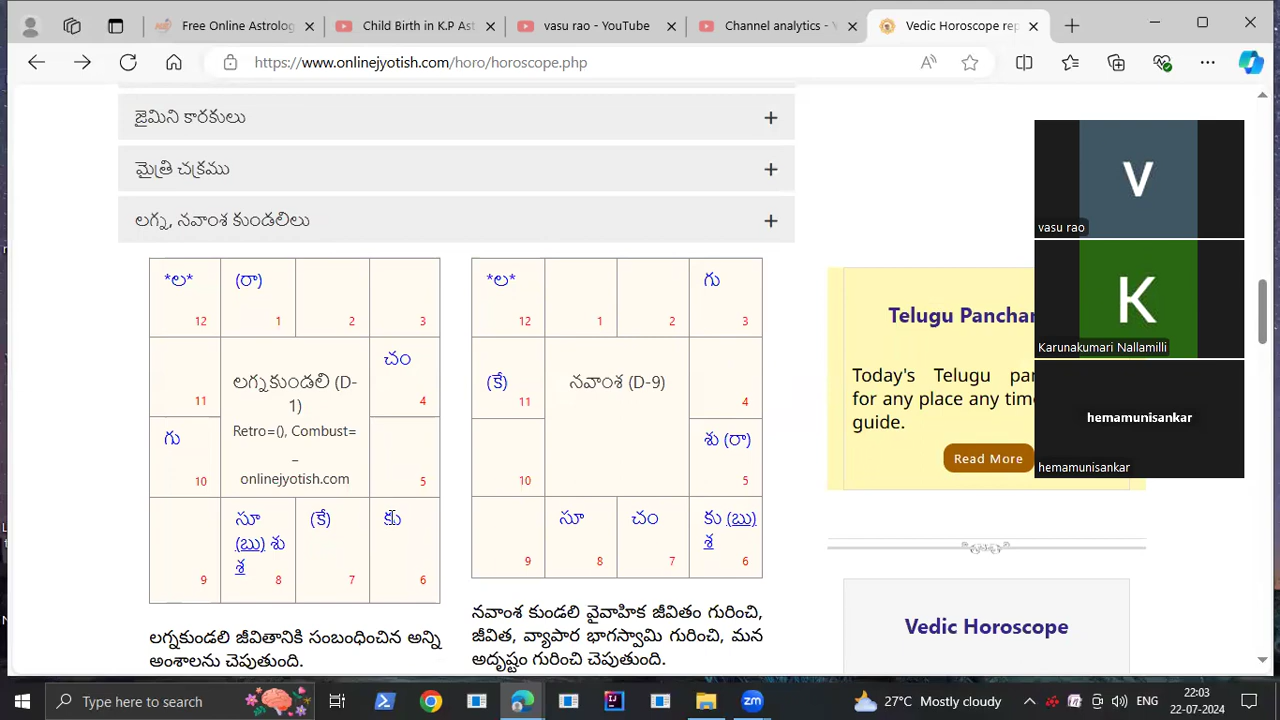 Free Online Astrolog
Child Birth in K.P Ast
vasu rao - YouTube
Channel analytics - Y
Vedic Horoscope rep
https://www.onlinejyotish.com/horo/horoscope.php
జైమిని కారకులు +
మైత్రి చక్రము +
లగ్న, నవాంశ కుండలిలు +
*ల* (రా)
12 1 2 3
చం
11 4
లగ్నకుండలి (D-
1)
Retro=(), Combust=
_
onlinejyotish.com
గు
10 5
సూ (కే) కు
(బు) శు
శ
9 8 7 6
లగ్నకుండలి జీవితానికి సంబంధించిన అన్ని
అంశాలను చెపుతుంది.
*ల* గు
12 1 2 3
(కే) నవాంశ (D-9)
11 4
శు (రా)
10 5
సూ చం కు (బు)
శ
9 8 7 6
నవాంశ కుండలి వైవాహిక జీవితం గురించి,
జీవిత, వ్యాపార భాగస్వామి గురించి, మన
అదృష్టం గురించి చెపుతుంది.
Telugu Panchan
Today's Telugu pan
for any place any time
guide.
Read More
Vedic Horoscope
V
vasu rao
K
Karunakumari Nallamilli
hemamunisankar
hemamunisankar
Type here to search
27°C Mostly cloudy
ENG
22:03
22-07-2024